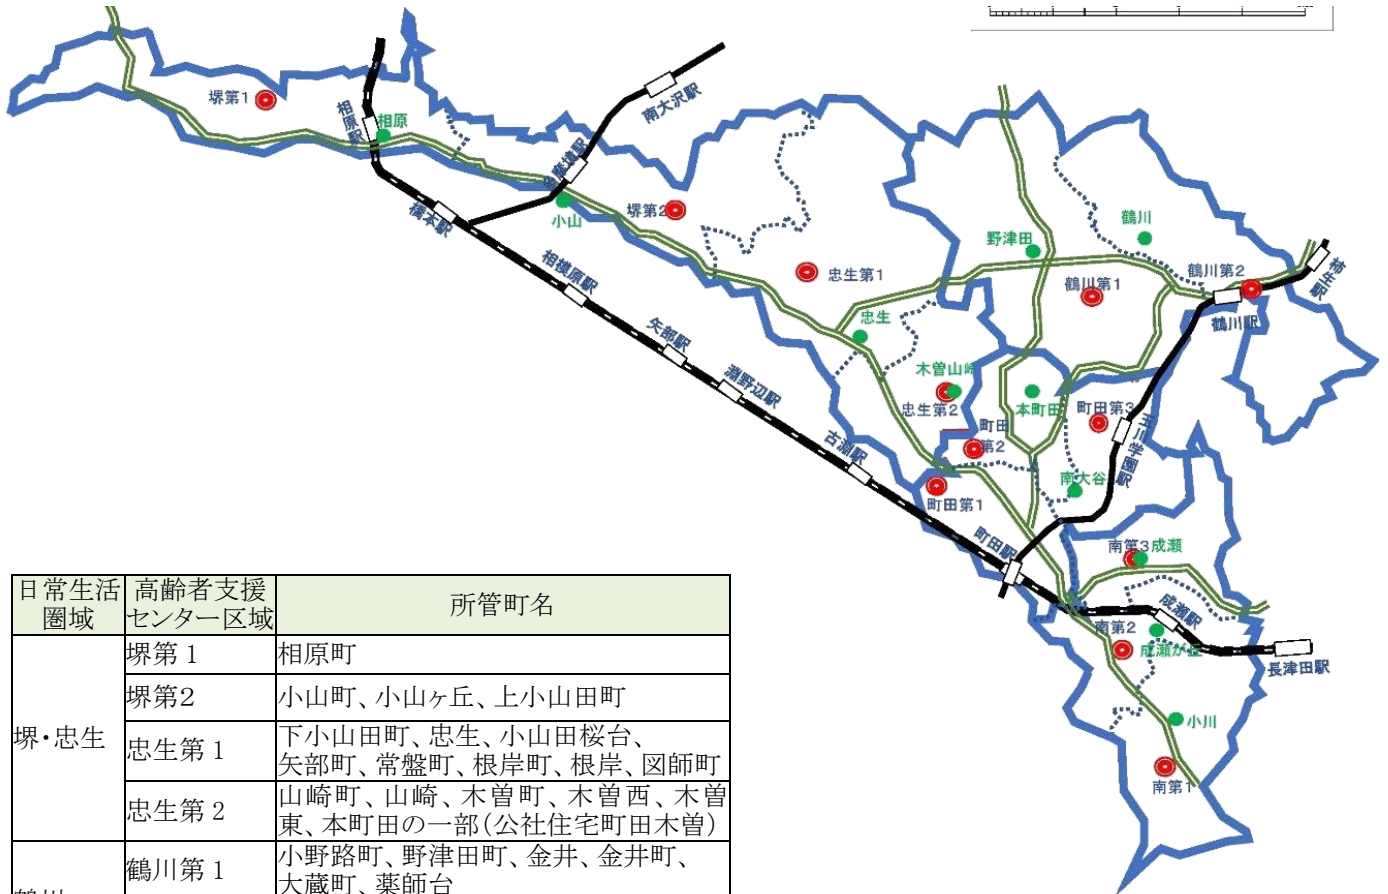 堺第1
相原駅
相原
南大沢駅
小山
堺第2
橋本駅
相模原駅
矢部駅
淵野辺駅
古淵駅
忠生第1
忠生
木曽山崎
忠生第2
町田
第2
町田第1
町田駅
野津田
鶴川
鶴川第1
鶴川第2
鶴川駅
柿生駅
本町田
町田第3
玉川学園駅
南大谷
南第3
成瀬
成瀬駅
南第2
成瀬が丘
長津田駅
小川
南第1
日常生活
圏域
高齢者支援
センター区域
所管町名
堺・忠生
堺第1
相原町
堺第2
小山町、小山ヶ丘、上小山田町
忠生第1
下小山田町、忠生、小山田桜台、
矢部町、常盤町、根岸町、根岸、図師町
忠生第2
山崎町、山崎、木曽町、木曽西、木曽
東、本町田の一部(公社住宅町田木曽)
鶴川
鶴川第1
小野路町、野津田町、金井、金井町、
大蔵町、薬師台